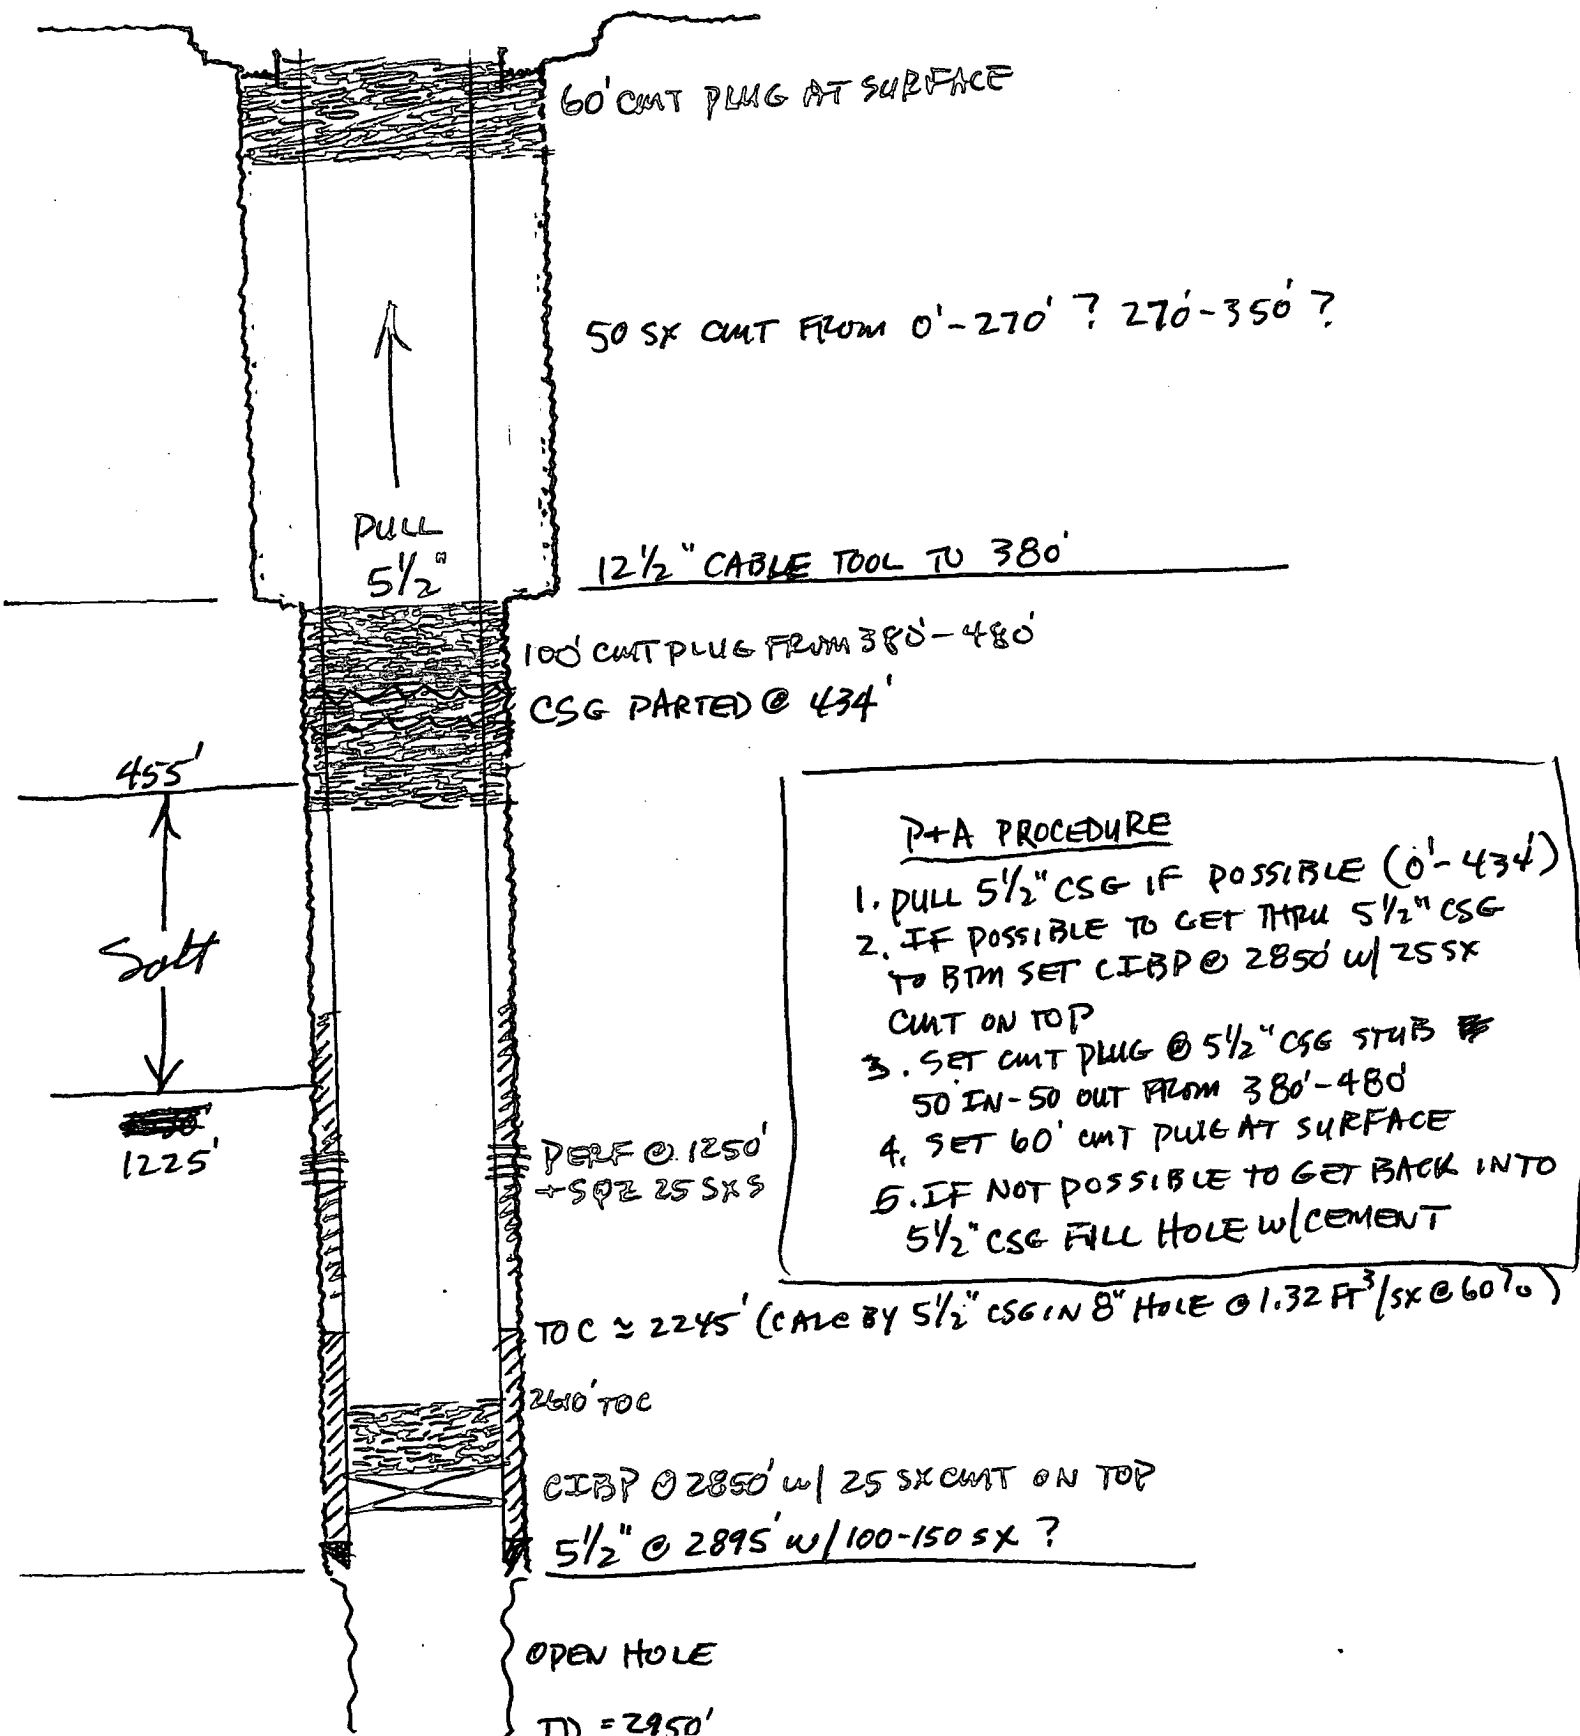 60' CMT PLUG AT SURFACE
50 SX CMT FROM 0'-270' ? 270'-350' ?
PULL
5½"
12½" CABLE TOOL TO 380'
100' CMT PLUG FROM 380'-480'
CSG PARTED @ 434'
455'
Salt
1225'
P+A PROCEDURE
1. PULL 5½" CSG IF POSSIBLE (0'-434')
2. IF POSSIBLE TO GET THRU 5½" CSG
TO BTM SET CIBP @ 2850' W/ 25 SX
CMT ON TOP
3. SET CMT PLUG @ 5½" CSG STUB
50 IN-50 OUT FROM 380'-480'
4. SET 60' CMT PLUG AT SURFACE
5. IF NOT POSSIBLE TO GET BACK INTO
5½" CSG FILL HOLE W/CEMENT
PERF @ 1250'
+ SQZ 25 SXS
TOC ≈ 2245' (CALC BY 5½" CSG IN 8" HOLE @ 1.32 FT³/SX @ 60%)
2610' TOC
CIBP @ 2850' w/ 25 SX CMT ON TOP
5½" @ 2895' w/ 100-150 SX ?
OPEN HOLE
TD = 2950'